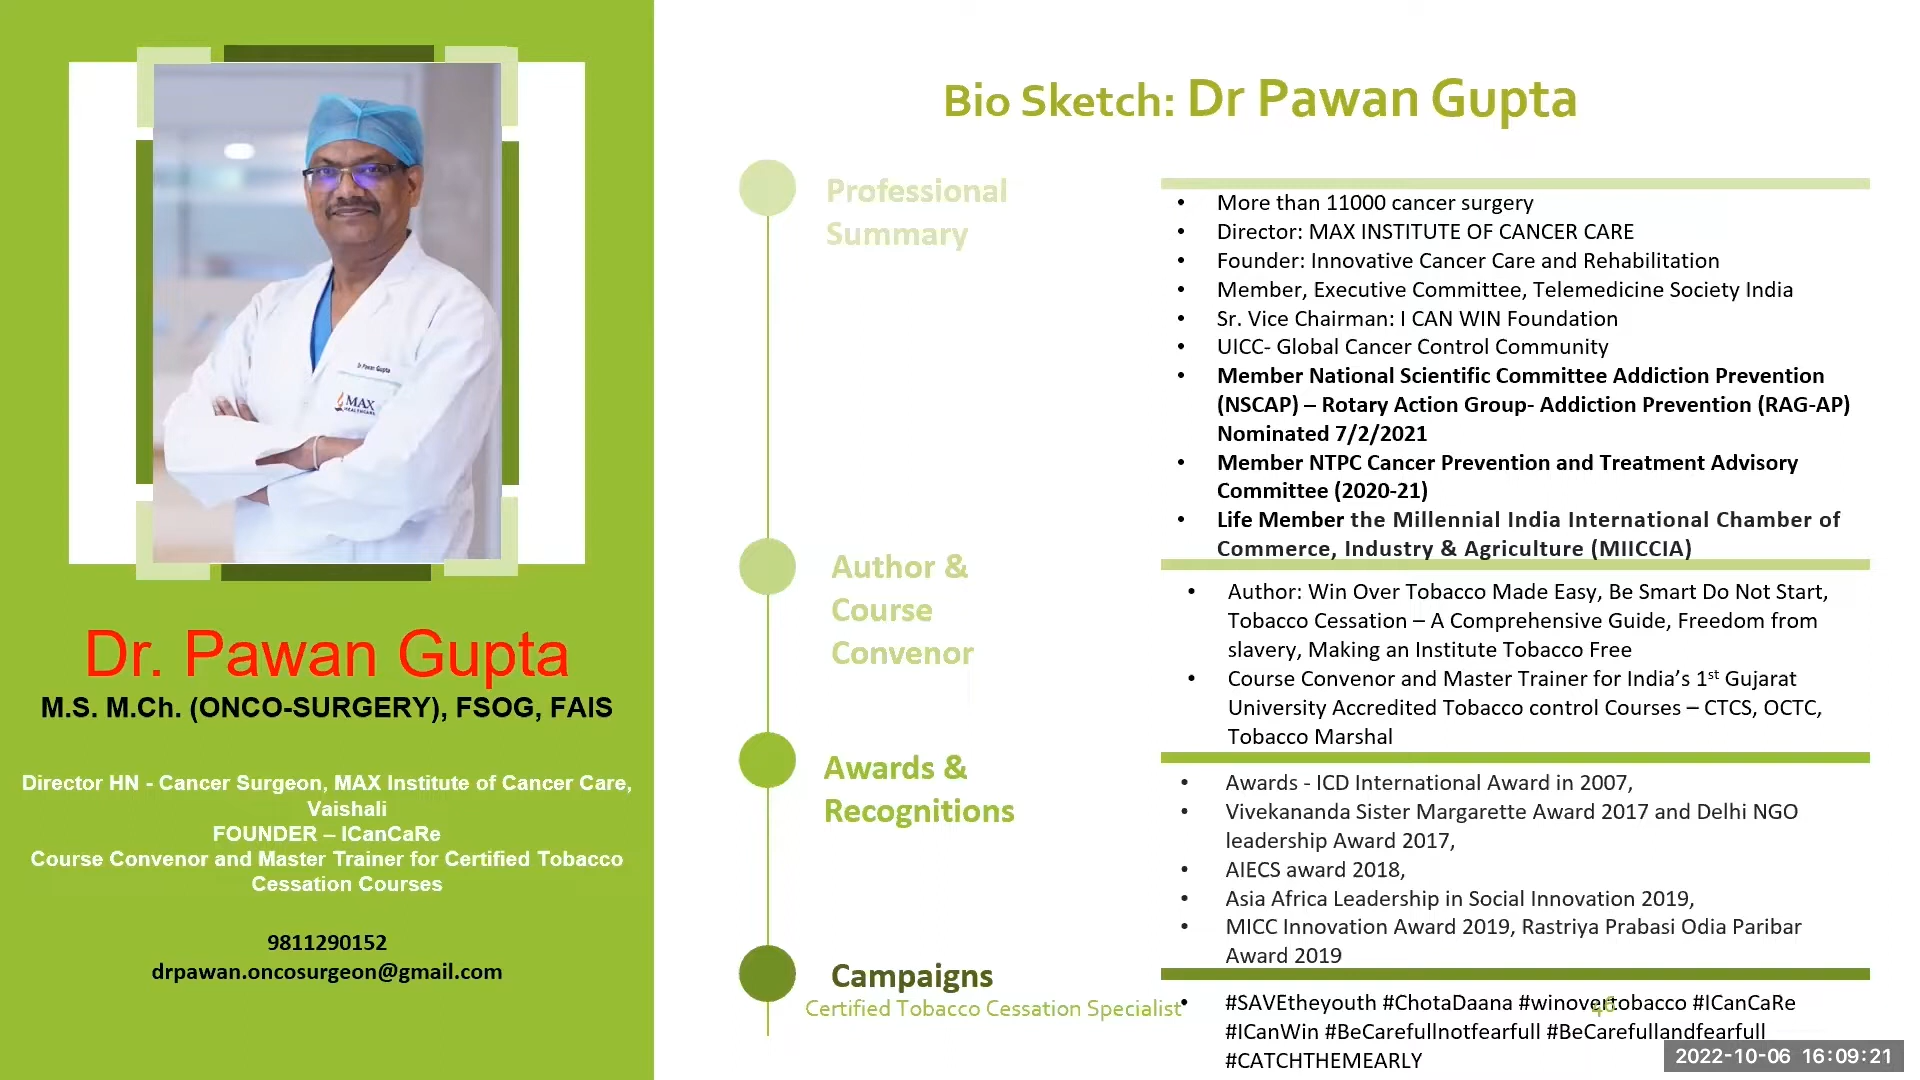 Dr Pawan Gupta
MAX
HEALTHCARE
Dr. Pawan Gupta
M.S. M.Ch. (ONCO-SURGERY), FSOG, FAIS
Director HN - Cancer Surgeon, MAX Institute of Cancer Care,
Vaishali
FOUNDER – ICanCaRe
Course Convenor and Master Trainer for Certified Tobacco
Cessation Courses
9811290152
drpawan.oncosurgeon@gmail.com
Bio Sketch: Dr Pawan Gupta
Professional
Summary
• More than 11000 cancer surgery
• Director: MAX INSTITUTE OF CANCER CARE
• Founder: Innovative Cancer Care and Rehabilitation
• Member, Executive Committee, Telemedicine Society India
• Sr. Vice Chairman: I CAN WIN Foundation
• UICC- Global Cancer Control Community
• Member National Scientific Committee Addiction Prevention
(NSCAP) – Rotary Action Group- Addiction Prevention (RAG-AP)
Nominated 7/2/2021
• Member NTPC Cancer Prevention and Treatment Advisory
Committee (2020-21)
• Life Member the Millennial India International Chamber of
Commerce, Industry & Agriculture (MIICCIA)
Author &
Course
Convenor
• Author: Win Over Tobacco Made Easy, Be Smart Do Not Start,
Tobacco Cessation – A Comprehensive Guide, Freedom from
slavery, Making an Institute Tobacco Free
• Course Convenor and Master Trainer for India’s 1st Gujarat
University Accredited Tobacco control Courses – CTCS, OCTC,
Tobacco Marshal
Awards &
Recognitions
• Awards - ICD International Award in 2007,
• Vivekananda Sister Margarette Award 2017 and Delhi NGO
leadership Award 2017,
• AIECS award 2018,
• Asia Africa Leadership in Social Innovation 2019,
• MICC Innovation Award 2019, Rastriya Prabasi Odia Paribar
Award 2019
Campaigns
Certified Tobacco Cessation Specialist
• #SAVEtheyouth #ChotaDaana #winovertobacco #ICanCaRe
#ICanWin #BeCarefullnotfearfull #BeCarefullandfearfull
#CATCHTHEMEARLY
46
2022-10-06 16:09:21